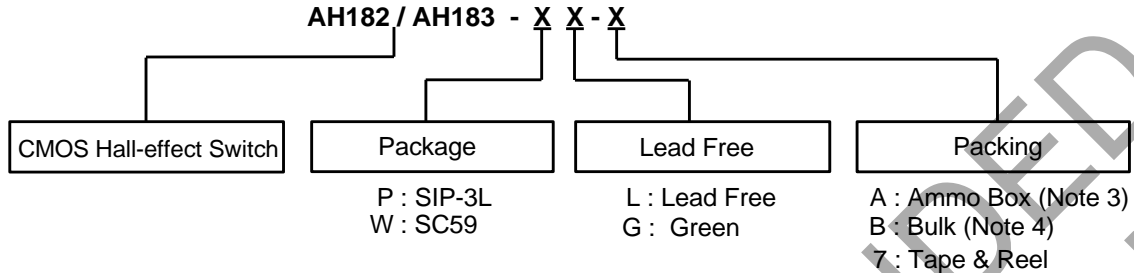 AH182 / AH183 - X X - X
CMOS Hall-effect Switch
Package
Lead Free
Packing
P : SIP-3L
W : SC59
L : Lead Free
G : Green
A : Ammo Box (Note 3)
B : Bulk (Note 4)
7 : Tape & Reel
NDED